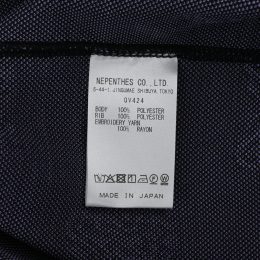 NEPENTHES CO.,LTD.
5-44-1, JINGUMAE SHIBUYA, TOKYO
QV424
BODY 100% POLYESTER
RIB 100% POLYESTER
EMBROIDERY YARN
100% RAYON
MADE IN JAPAN